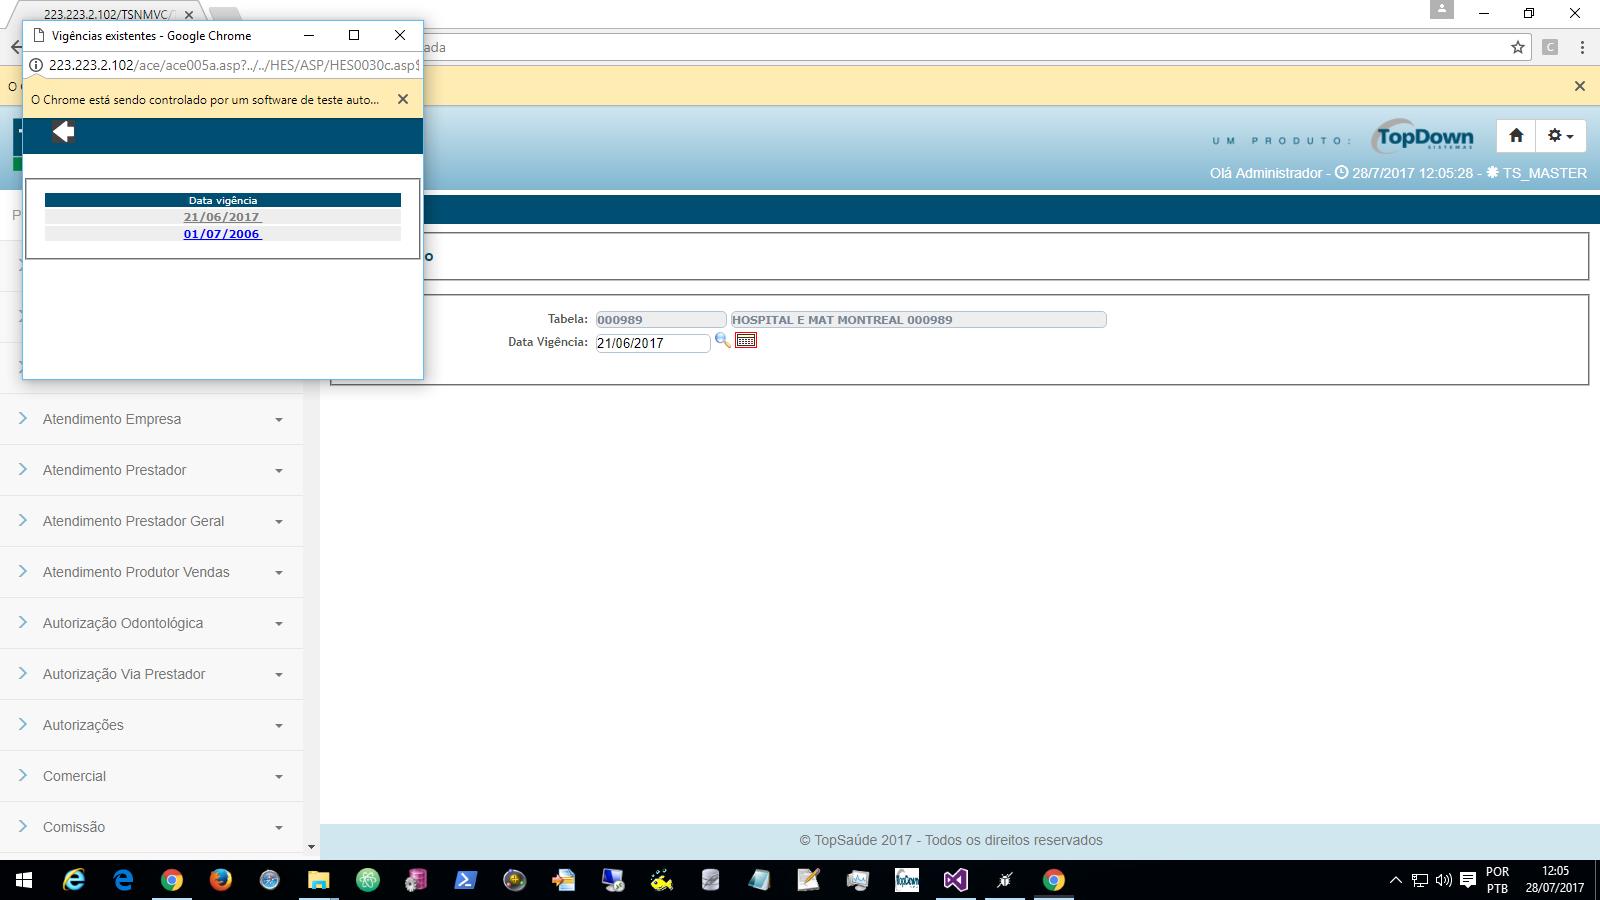 223.223.2.102/TSNMVC/
Vigências existentes - Google Chrome
223.223.2.102/ace/ace005a.asp?../../HES/ASP/HES0030c.asp
ada
O Chrome está sendo controlado por um software de teste auto...
UM PRODUTO:
TopDown
SISTEMAS
Olá Administrador - 28/7/2017 12:05:28 - TS_MASTER
Data vigência
21/06/2017
01/07/2006
Tabela: 000989 HOSPITAL E MAT MONTREAL 000989
Data Vigência: 21/06/2017
Atendimento Empresa
Atendimento Prestador
Atendimento Prestador Geral
Atendimento Produtor Vendas
Autorização Odontológica
Autorização Via Prestador
Autorizações
Comercial
Comissão
© TopSaúde 2017 - Todos os direitos reservados
POR
PTB
12:05
28/07/2017